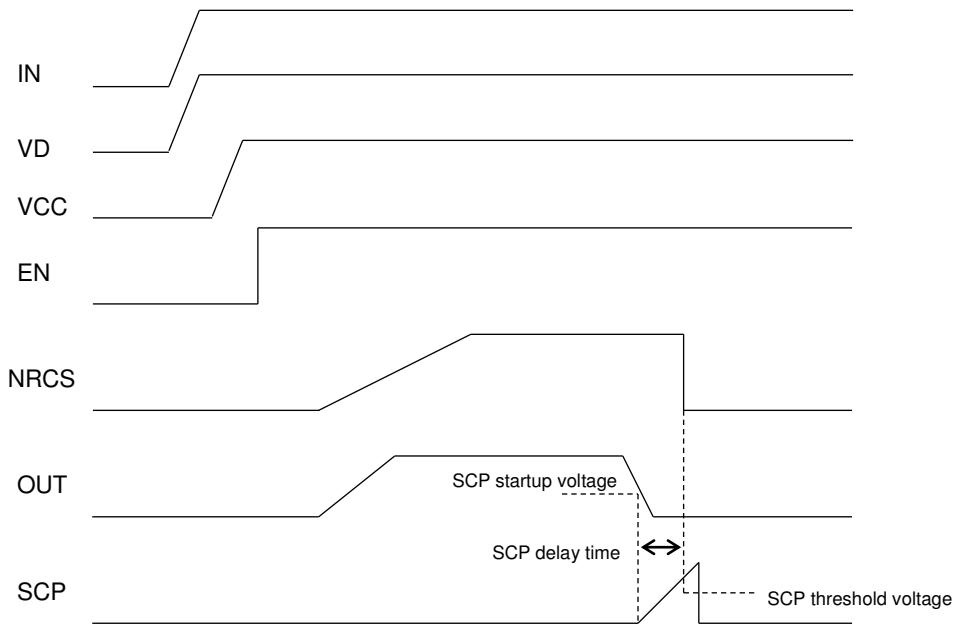 IN
VD
VCC
EN
NRCS
OUT
SCP startup voltage
SCP delay time
SCP
SCP threshold voltage